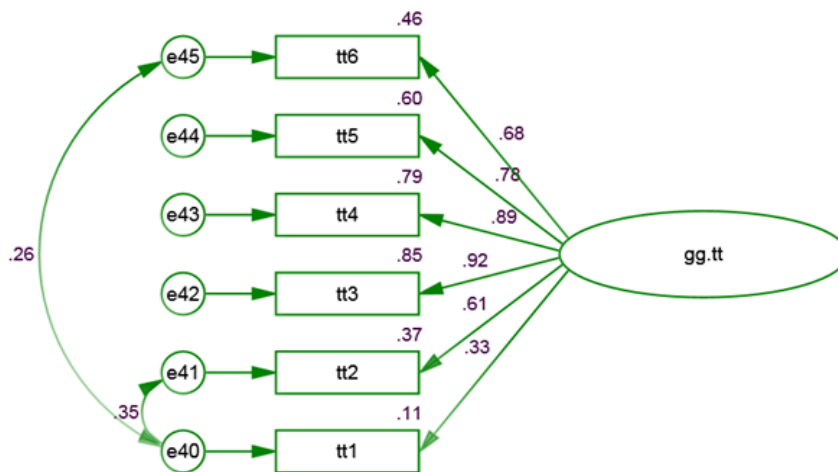 .46
e45 tt6
.60
.68
e44 tt5
.78
.79
.89
e43 tt4
.26 .85 .92 gg.tt
e42 tt3
.61
.37
.33
e41 tt2
.35 .11
e40 tt1